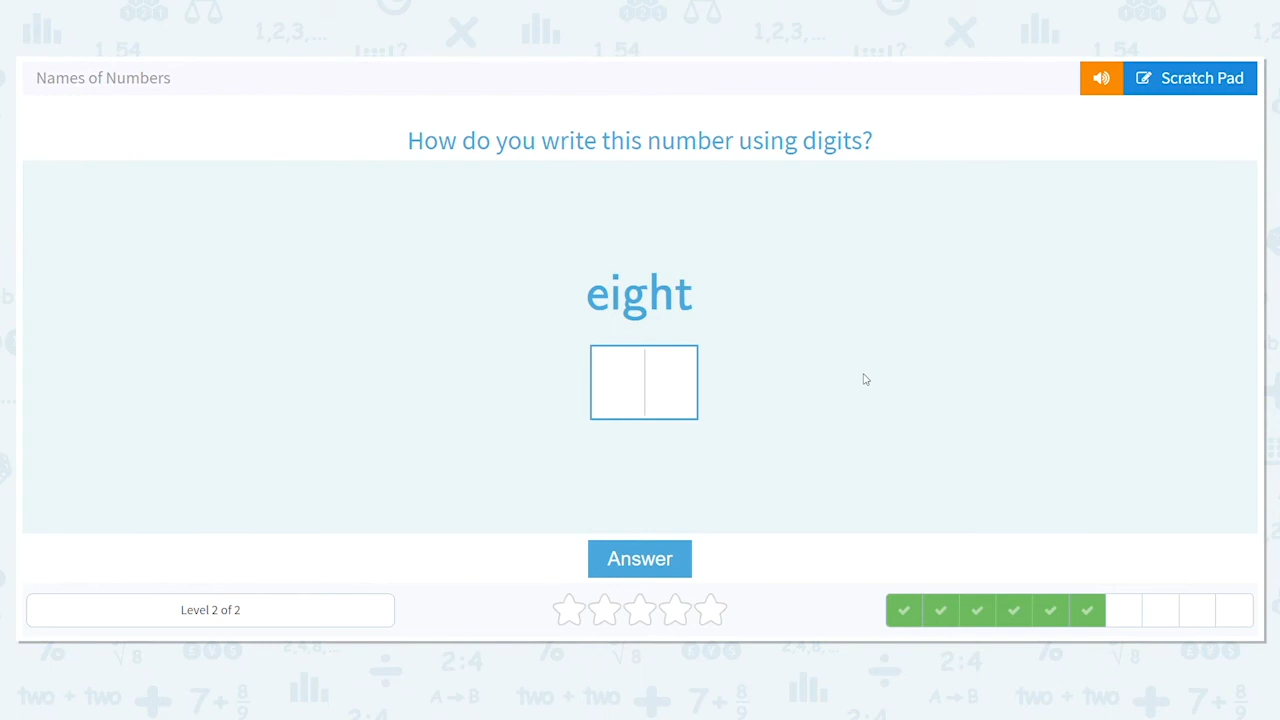 Names of Numbers
Scratch Pad
How do you write this number using digits?
eight
Answer
Level 2 of 2